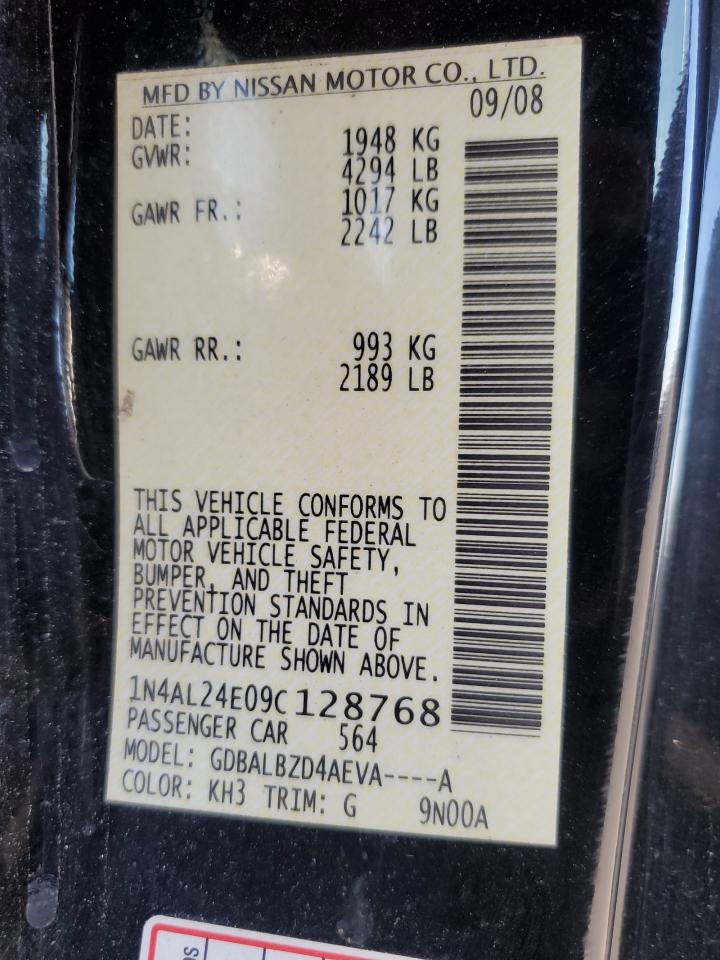 MFD BY NISSAN MOTOR CO., LTD.
DATE: 09/08
GVWR: 1948 KG
4294 LB
GAWR FR.: 1017 KG
2242 LB
GAWR RR.: 993 KG
2189 LB
THIS VEHICLE CONFORMS TO
ALL APPLICABLE FEDERAL
MOTOR VEHICLE SAFETY,
BUMPER, AND THEFT
PREVENTION STANDARDS IN
EFFECT ON THE DATE OF
MANUFACTURE SHOWN ABOVE.
1N4AL24E09C128768
PASSENGER CAR 564
MODEL: GDBALBZD4AEVA----A
COLOR: KH3 TRIM: G 9N00A